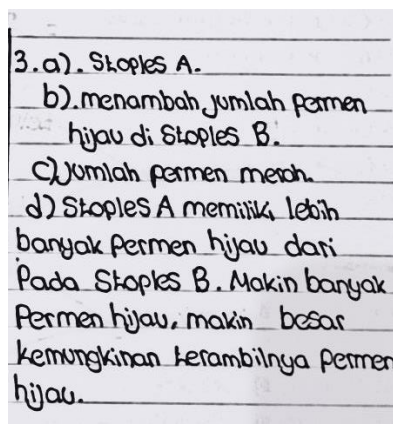 3.a). Stoples A.
b). menambah jumlah permen
hijau di Stoples B.
c) Jumlah permen merah.
d) Stoples A memiliki lebih
banyak Permen hijau dari
Pada Stoples B. Makin banyak
Permen hijau, makin besar
kemungkinan terambilnya permen
hijau.